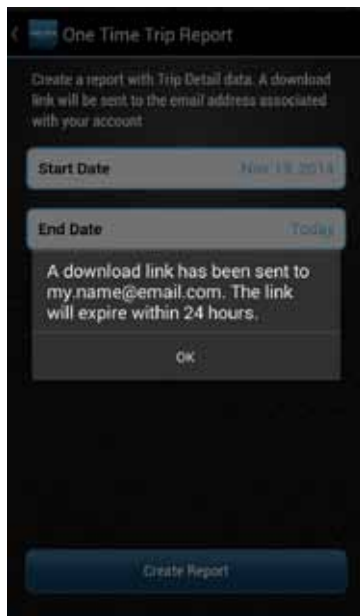 One Time Trip Report
Create a report with Trip Detail data. A download
link will be sent to the email address associated
with your account
Start Date
Nov 19, 2014
End Date
Today
A download link has been sent to
my.name@email.com. The link
will expire within 24 hours.
OK
Create Report